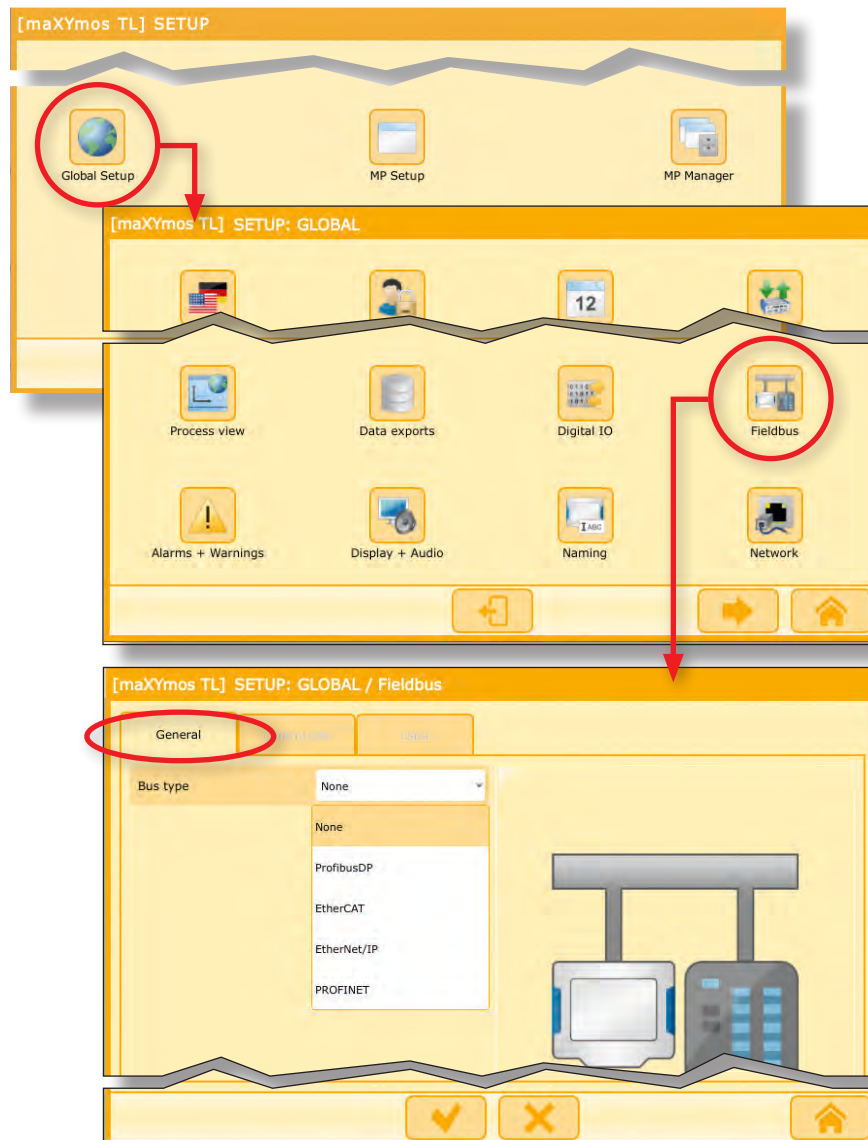 [maXYmos TL] SETUP
Global Setup
MP Setup
MP Manager
[maXYmos TL] SETUP: GLOBAL
12
Process view
Data exports
Digital IO
Fieldbus
Alarms + Warnings
Display + Audio
Naming
Network
[maXYmos TL] SETUP: GLOBAL / Fieldbus
General
Bus type
None
None
ProfibusDP
EtherCAT
EtherNet/IP
PROFINET